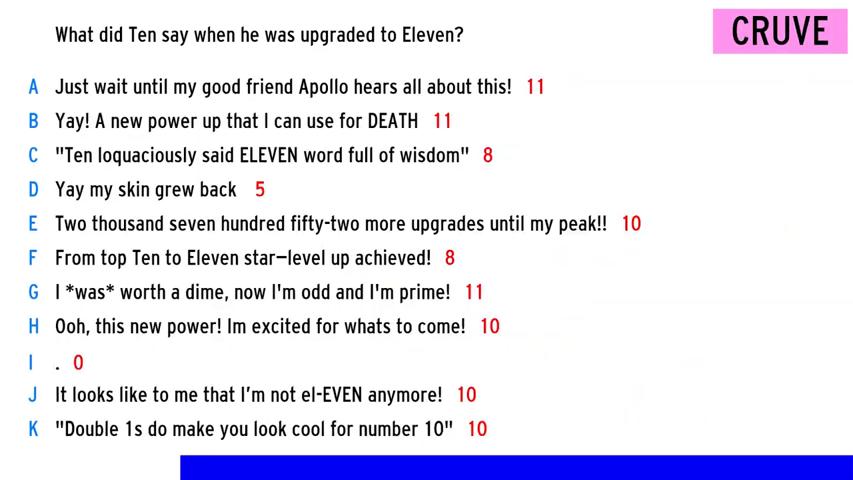 What did Ten say when he was upgraded to Eleven?
CRUVE
A Just wait until my good friend Apollo hears all about this! 11
B Yay! A new power up that I can use for DEATH 11
C "Ten loquaciously said ELEVEN word full of wisdom" 8
D Yay my skin grew back 5
E Two thousand seven hundred fifty-two more upgrades until my peak!! 10
F From top Ten to Eleven star—level up achieved! 8
G I *was* worth a dime, now I'm odd and I'm prime! 11
H Ooh, this new power! Im excited for whats to come! 10
I . 0
J It looks like to me that I’m not el-EVEN anymore! 10
K "Double 1s do make you look cool for number 10" 10